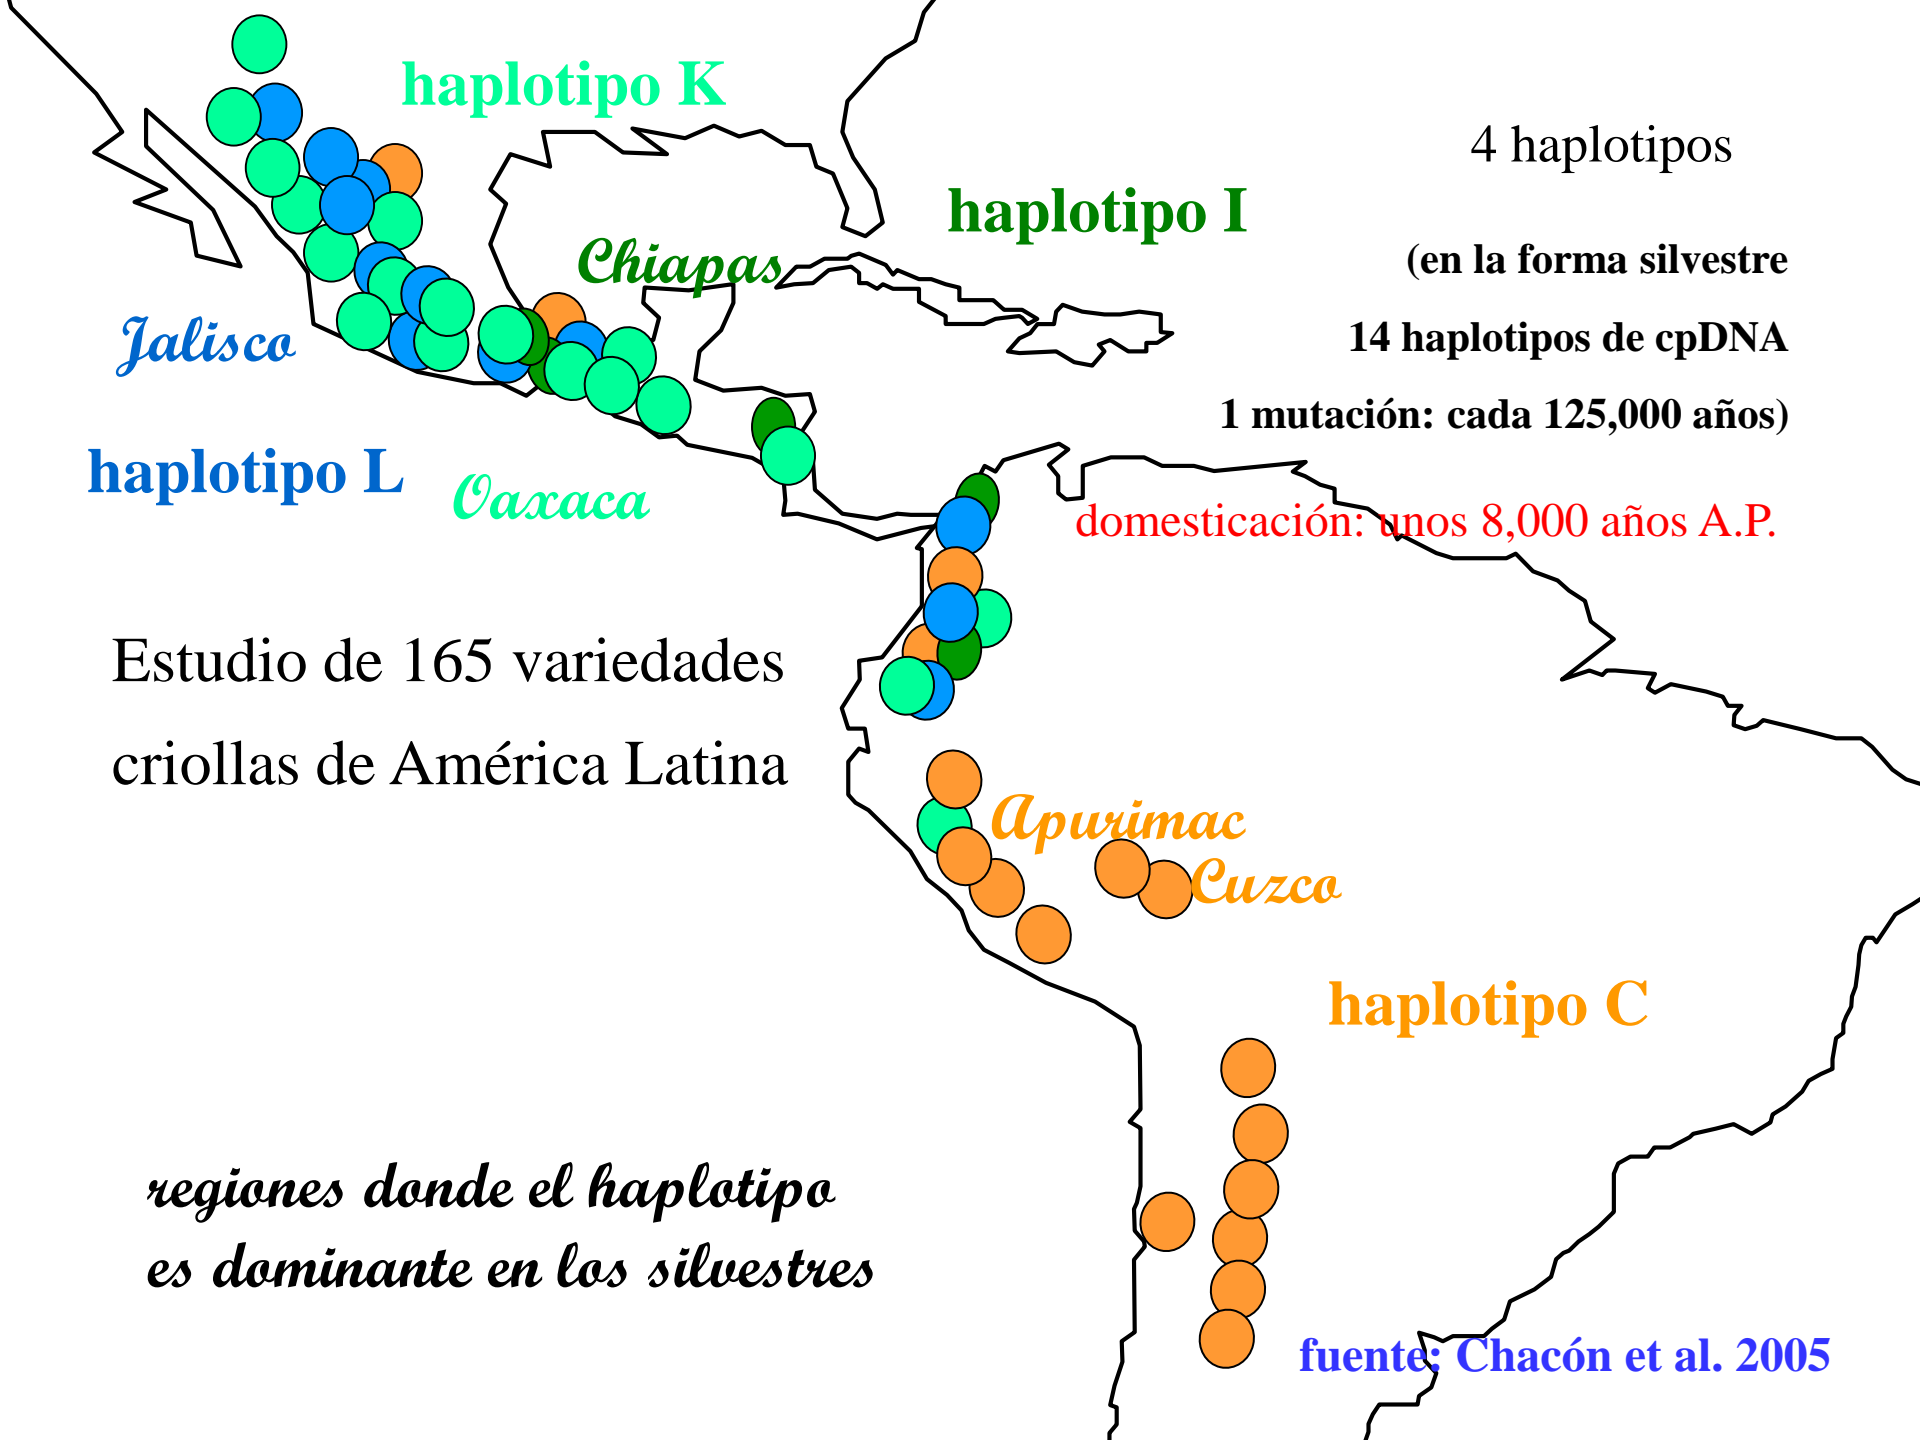 haplotipo K
4 haplotipos
haplotipo I
Chiapas
(en la forma silvestre
Jalisco
14 haplotipos de cpDNA
1 mutación: cada 125,000 años)
haplotipo L
Oaxaca
domesticación: unos 8,000 años A.P.
Estudio de 165 variedades
criollas de América Latina
Apurimac
Cuzco
haplotipo C
regiones donde el haplotipo
es dominante en los silvestres
fuente: Chacón et al. 2005